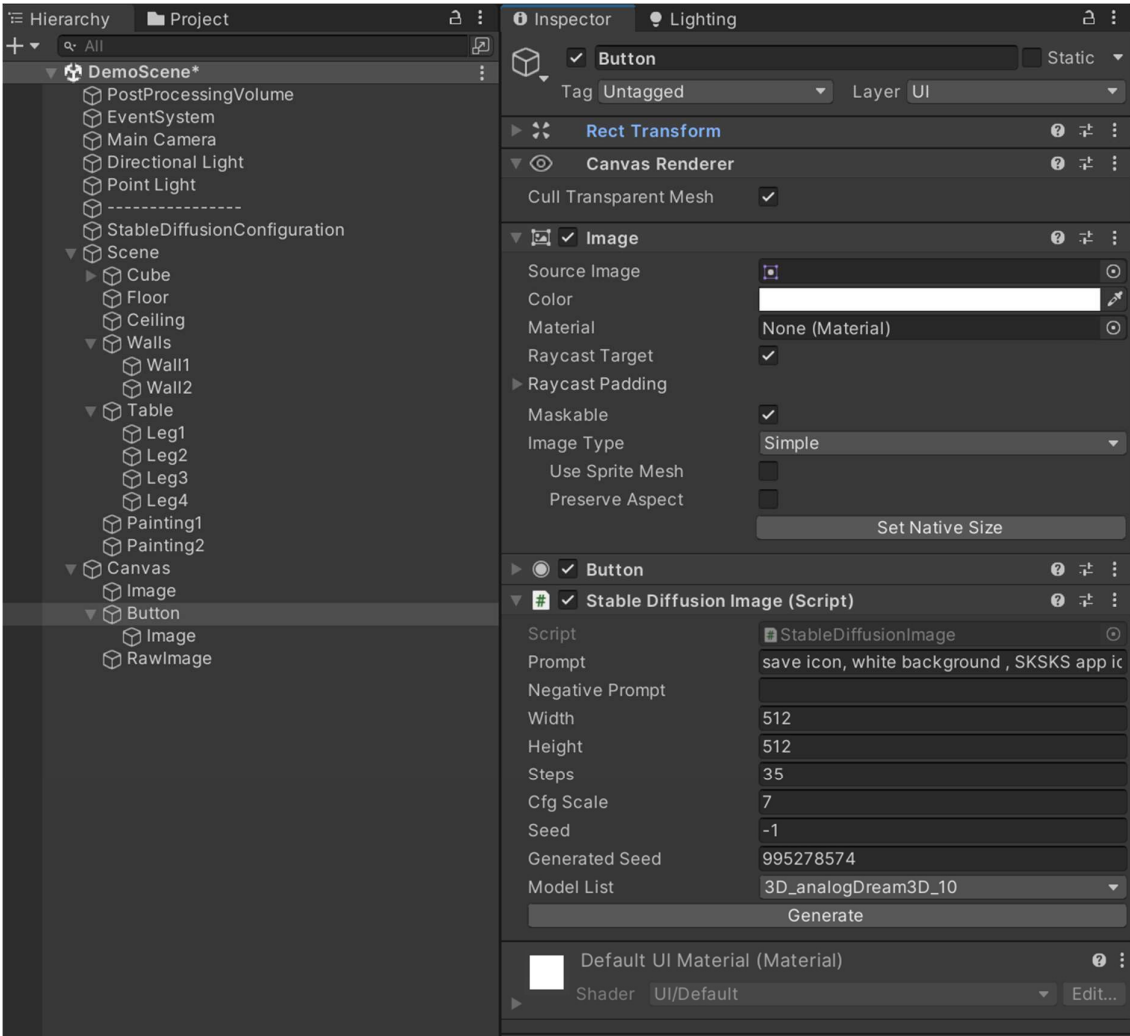 Hierarchy
Project
All
DemoScene*
PostProcessingVolume
EventSystem
Main Camera
Directional Light
Point Light
----------------
StableDiffusionConfiguration
Scene
Cube
Floor
Ceiling
Walls
Wall1
Wall2
Table
Leg1
Leg2
Leg3
Leg4
Painting1
Painting2
Canvas
Image
Button
Image
RawImage
Inspector
Lighting
Button
Static
Tag Untagged Layer UI
Rect Transform
Canvas Renderer
Cull Transparent Mesh
Image
Source Image
Color
Material None (Material)
Raycast Target
Raycast Padding
Maskable
Image Type Simple
Use Sprite Mesh
Preserve Aspect
Set Native Size
Button
# Stable Diffusion Image (Script)
Script # StableDiffusionImage
Prompt save icon, white background , SKSKS app ic
Negative Prompt
Width 512
Height 512
Steps 35
Cfg Scale 7
Seed -1
Generated Seed 995278574
Model List 3D_analogDream3D_10
Generate
Default UI Material (Material)
Shader UI/Default Edit...